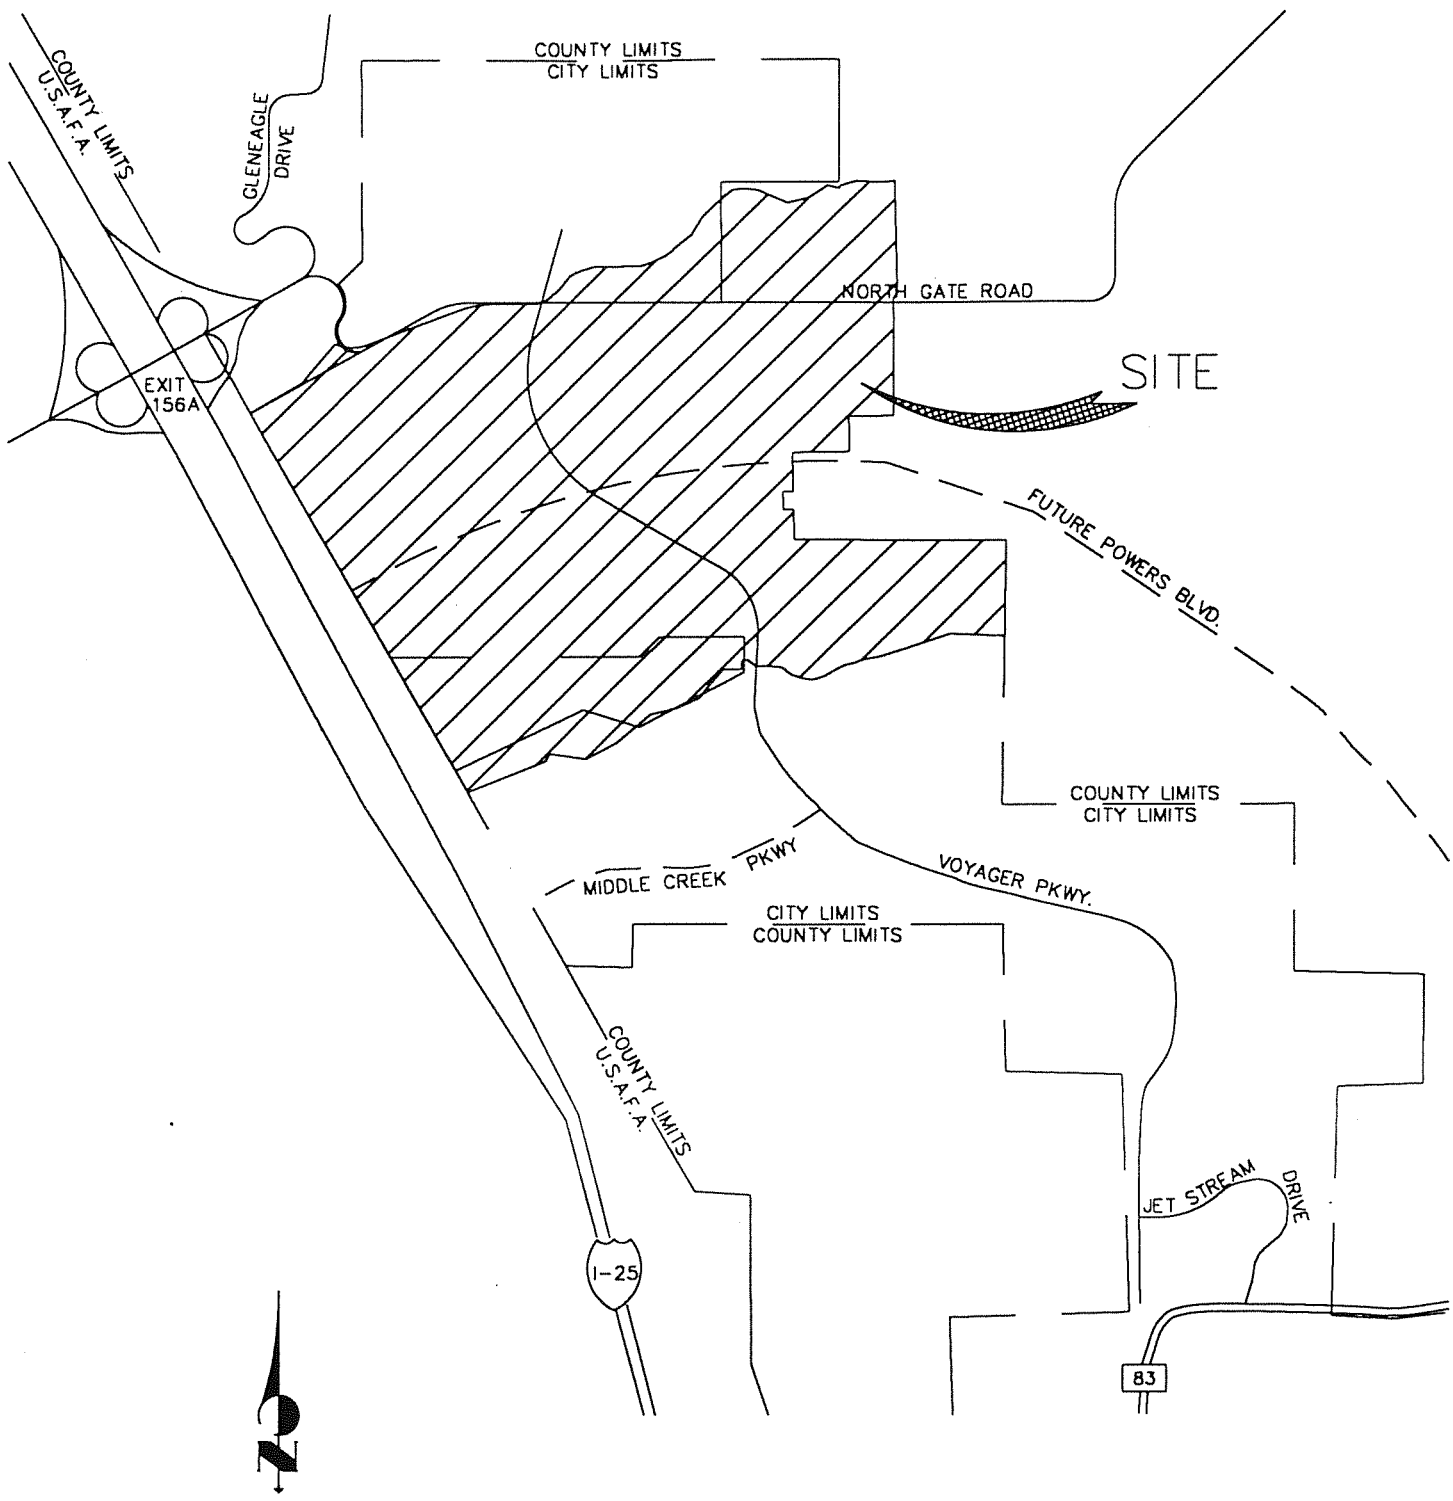 COUNTY LIMITS
CITY LIMITS
COUNTY LIMITS
U.S.A.F.A.
GLENEAGLE
DRIVE
NORTH GATE ROAD
SITE
EXIT
156A
FUTURE POWERS BLVD.
COUNTY LIMITS
CITY LIMITS
MIDDLE CREEK PKWY
VOYAGER PKWY.
CITY LIMITS
COUNTY LIMITS
COUNTY LIMITS
U.S.A.F.A.
JET STREAM DRIVE
I-25
83
N